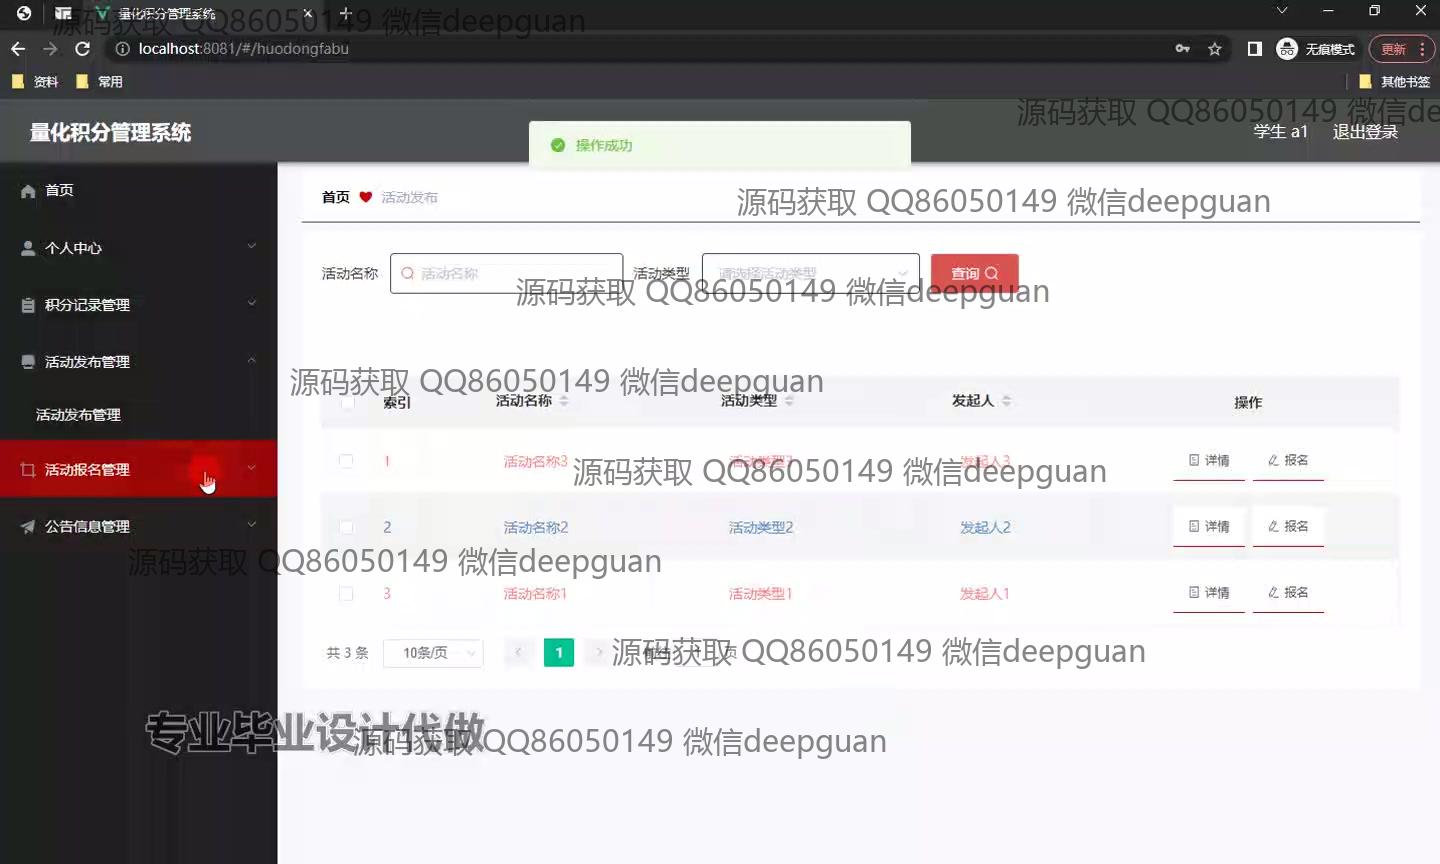 量化积分管理系统
源码获取 QQ86050149 微信deepguan
localhost:8081/#/huodongfabu
无痕模式
更新
资料
常用
其他书签
源码获取 QQ86050149 微信de
量化积分管理系统
操作成功
学生 a1
退出登录
首页
首页
活动发布
源码获取 QQ86050149 微信deepguan
个人中心
活动名称
活动名称
活动类型
请选择活动类型
查询
源码获取 QQ86050149 微信deepguan
积分记录管理
活动发布管理
源码获取 QQ86050149 微信deepguan
索引
活动名称
活动类型
发起人
操作
活动发布管理
活动报名管理
1
活动名称3
活动类型3
发起人3
详情
报名
源码获取 QQ86050149 微信deepguan
公告信息管理
2
活动名称2
活动类型2
发起人2
详情
报名
源码获取 QQ86050149 微信deepguan
3
活动名称1
活动类型1
发起人1
详情
报名
共 3 条
10条/页
1
页
源码获取 QQ86050149 微信deepguan
专业毕业设计代做
源码获取 QQ86050149 微信deepguan